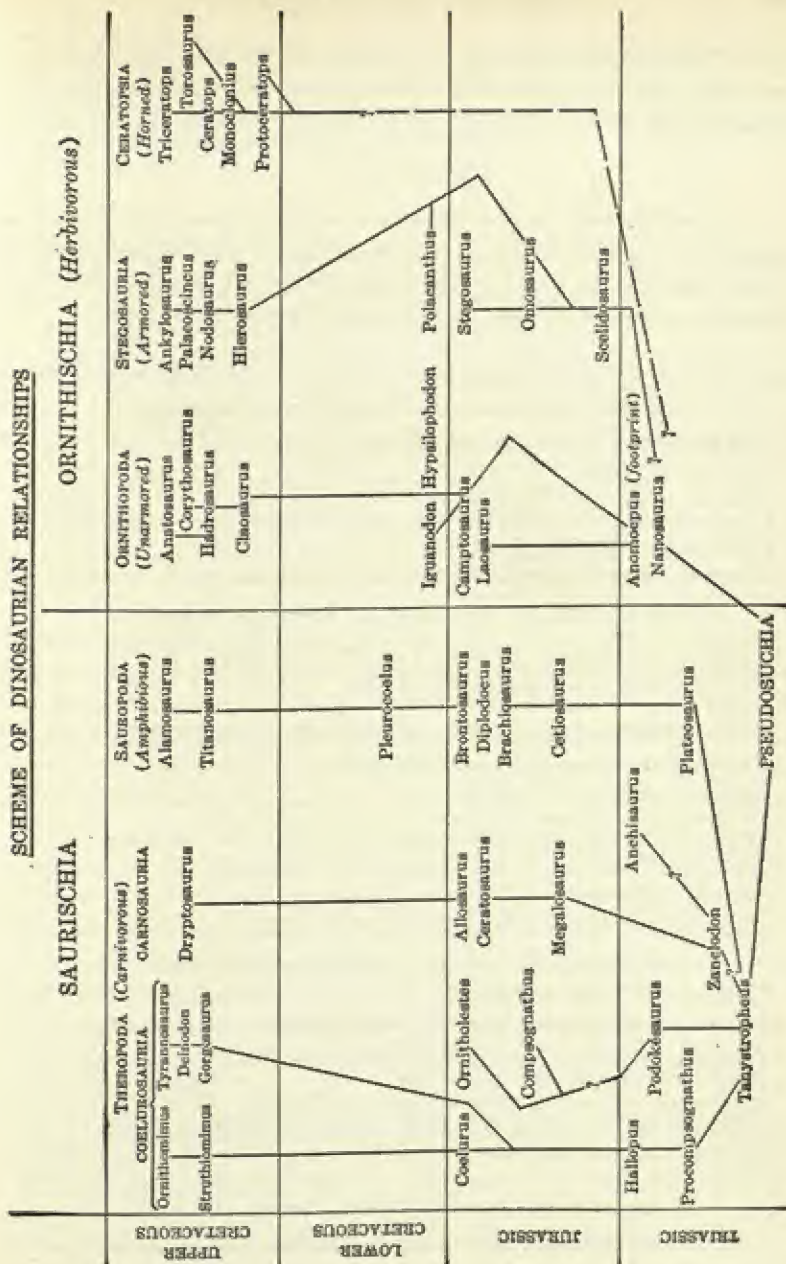 SCHEME OF DINOSAURIAN RELATIONSHIPS
SAURISCHIA
ORNITHISCHIA (Herbivorous)
THEROPODA (Carnivorous)
COELUROSAURIA
CARNOSAURIA
SAUROPODA
(Amphibious)
ORNITHOPODA
(Unarmored)
STEGOSAURIA
(Armored)
CERATOPSIA
(Horned)
UPPER
CRETACEOUS
Ornithomimus
Struthiomimus
Tyrannosaurus
Deinodon
Gorgosaurus
Dryptosaurus
Alamosaurus
Titanosaurus
Anatosaurus
Corythosaurus
Hadrosaurus
Claosaurus
Ankylosaurus
Palaeoscincus
Nodosaurus
Hierosaurus
Triceratops
Torosaurus
Ceratops
Monoclonius
Protoceratops
LOWER
CRETACEOUS
Pleurocoelus
Iguanodon
Hypsilophodon
Polacanthus
JURASSIC
Coelurus
Ornitholestes
Compsognathus
Allosaurus
Ceratosaurus
Megalosaurus
Brontosaurus
Diplodocus
Brachiosaurus
Cetiosaurus
Camptosaurus
Laosaurus
Stegosaurus
Omosaurus
Scelidosaurus
TRIASSIC
Hallopus
Procompsognathus
Podokesaurus
Tanystropheus
Zanclodon
Anchisaurus
Plateosaurus
Anomoepus (footprint)
Nanosaurus
?
?
PSEUDOSUCHIA